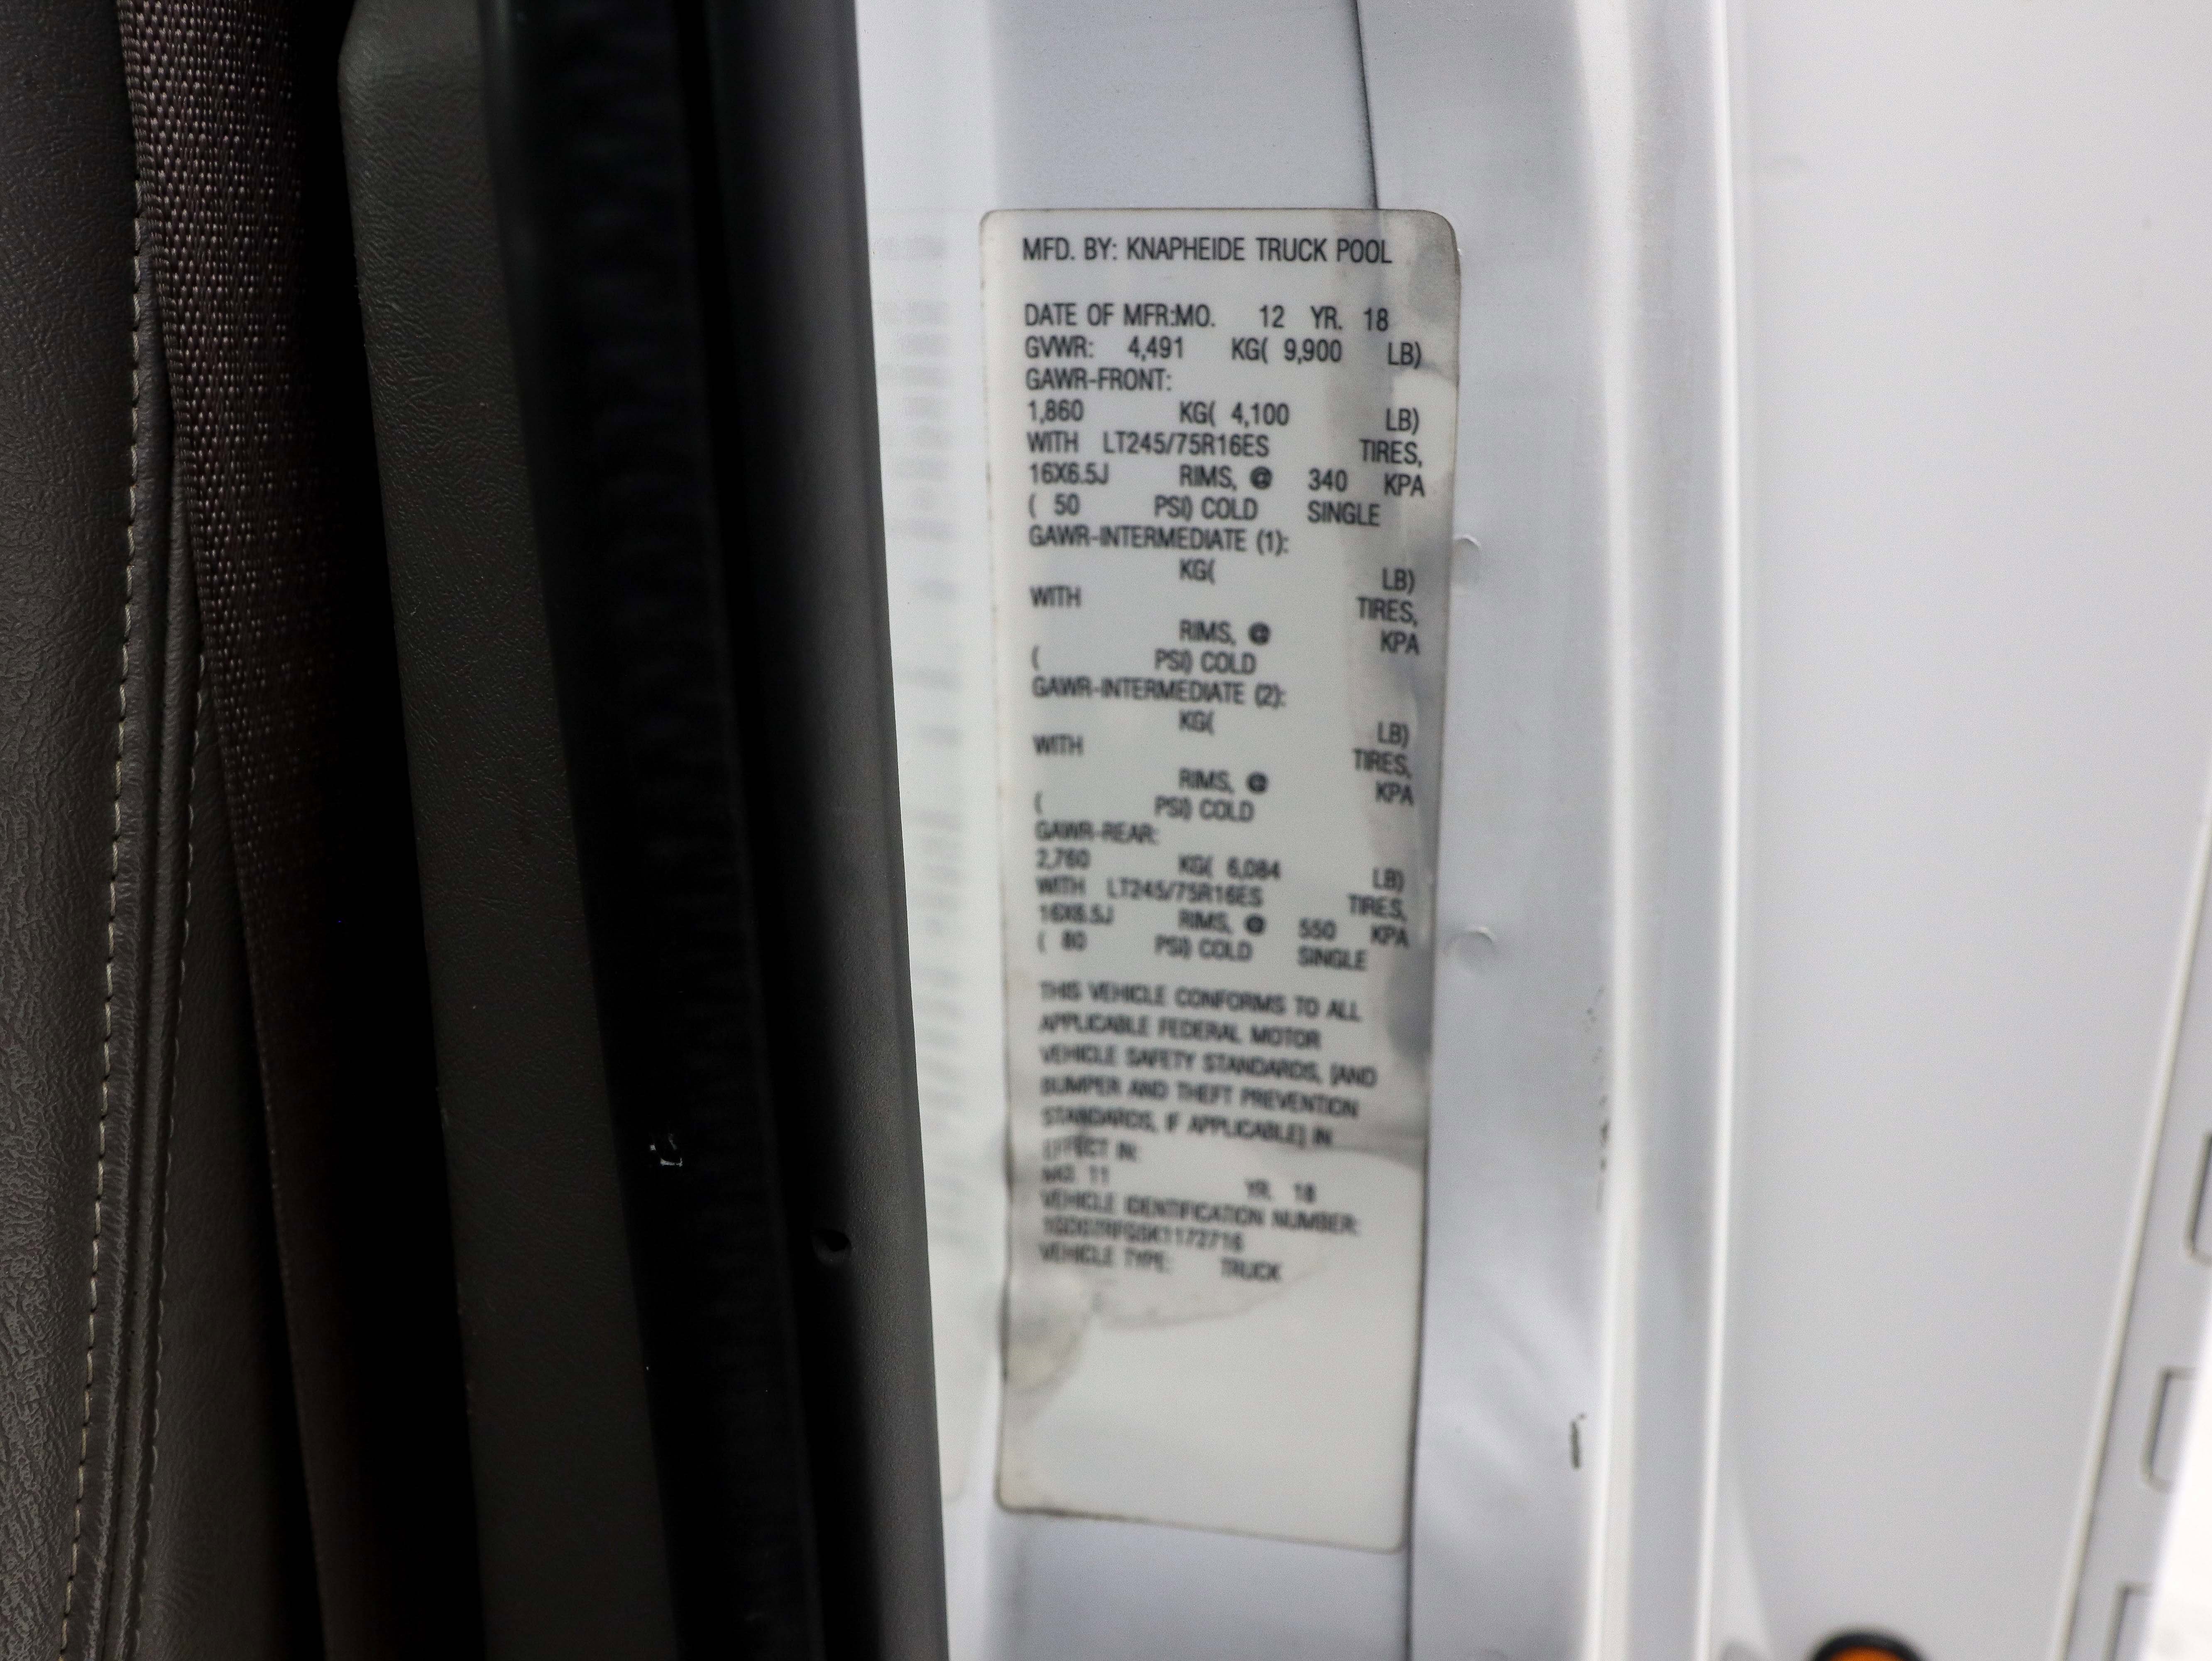 MFD. BY: KNAPHEIDE TRUCK POOL
DATE OF MFR:MO. 12 YR. 18
GVWR: 4,491 KG( 9,900 LB)
GAWR-FRONT:
1,860 KG( 4,100 LB)
WITH LT245/75R16ES TIRES,
16X6.5J RIMS, @ 340 KPA
( 50 PSI) COLD SINGLE
GAWR-INTERMEDIATE (1):
KG( LB)
WITH TIRES,
RIMS, @ KPA
( PSI) COLD
GAWR-INTERMEDIATE (2):
KG( LB)
WITH TIRES,
RIMS, @ KPA
( PSI) COLD
GAWR-REAR:
2,760 KG( 6,084 LB)
WITH LT245/75R16ES TIRES,
16X6.5J RIMS, @ 550 KPA
( 80 PSI) COLD SINGLE
THIS VEHICLE CONFORMS TO ALL
APPLICABLE FEDERAL MOTOR
VEHICLE SAFETY STANDARDS, [AND
BUMPER AND THEFT PREVENTION
STANDARDS, IF APPLICABLE] IN
EFFECT IN:
MO. 11 YR. 18
VEHICLE IDENTIFICATION NUMBER:
VEHICLE TYPE: TRUCK